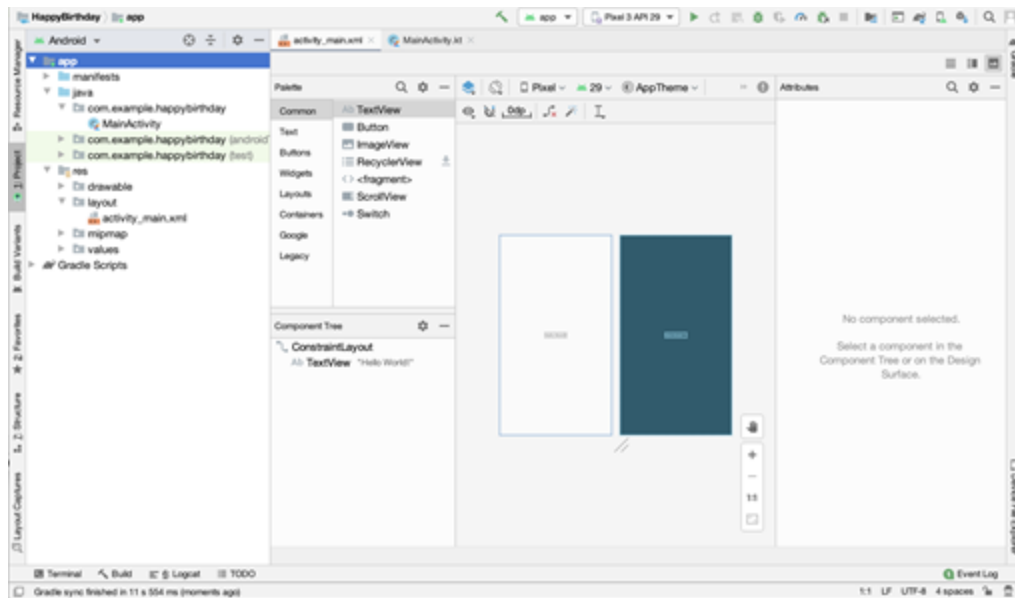 HappyBirthday app
app
Pixel 3 API 29
Android
activity_main.xml
MainActivity.kt
Resource Manager
1: Project
Build Variants
2: Favorites
Z: Structure
Layout Captures
app
manifests
java
com.example.happybirthday
MainActivity
com.example.happybirthday (android
com.example.happybirthday (test)
res
drawable
layout
activity_main.xml
mipmap
values
Gradle Scripts
Palette
Common
Text
Buttons
Widgets
Layouts
Containers
Google
Legacy
Ab TextView
Button
ImageView
RecyclerView
<fragment>
ScrollView
Switch
Component Tree
ConstraintLayout
Ab TextView "Hello World!"
Pixel
29
AppTheme
0dp
1:1
Attributes
No component selected.
Select a component in the
Component Tree or on the Design
Surface.
Terminal
Build
6: Logcat
TODO
Event Log
Gradle sync finished in 11 s 554 ms (moments ago)
1:1 LF UTF-8 4 spaces